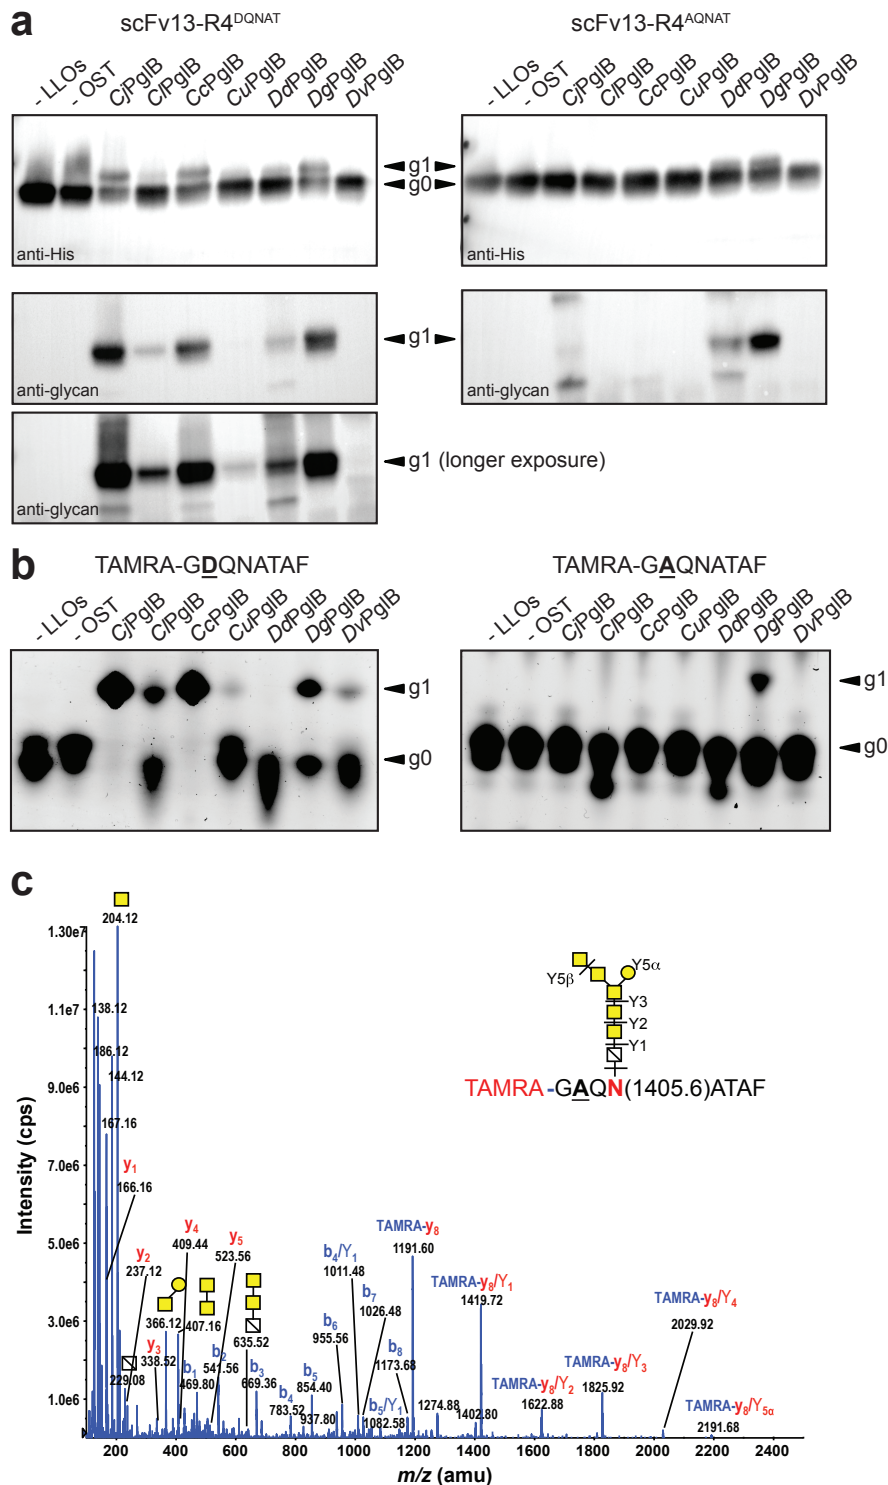 a
scFv13-R4DQNAT
scFv13-R4AQNAT
- LLOs
- OST
CjPglB
ClPglB
CcPglB
CuPglB
DdPglB
DgPglB
DvPglB
- LLOs
- OST
CjPglB
ClPglB
CcPglB
CuPglB
DdPglB
DgPglB
DvPglB
g1
g0
anti-His
anti-His
g1
anti-glycan
anti-glycan
g1 (longer exposure)
anti-glycan
b
TAMRA-GDQNATAF
TAMRA-GAQNATAF
- LLOs
- OST
CjPglB
ClPglB
CcPglB
CuPglB
DdPglB
DgPglB
DvPglB
- LLOs
- OST
CjPglB
ClPglB
CcPglB
CuPglB
DdPglB
DgPglB
DvPglB
g1
g0
g1
g0
c
Intensity (cps)
1.30e7
1.1e7
9.0e6
7.0e6
5.0e6
3.0e6
1.0e6
204.12
138.12
186.12
144.12
167.16
y1
166.16
y2
237.12
229.08
y3
338.52
366.12
y4
409.44
407.16
b1
469.80
y5
523.56
b2
541.56
635.52
b3
669.36
b4
783.52
b5
854.40
937.80
b6
955.56
b4/Y1
1011.48
b7
1026.48
b5/Y1
1082.58
b8
1173.68
TAMRA-y8
1191.60
1274.88
1402.80
TAMRA-y8/Y1
1419.72
TAMRA-y8/Y2
1622.88
TAMRA-y8/Y3
1825.92
TAMRA-y8/Y4
2029.92
TAMRA-y8/Y5α
2191.68
Y5α
Y5β
Y3
Y2
Y1
TAMRA-GAQN(1405.6)ATAF
200 400 600 800 1000 1200 1400 1600 1800 2000 2200 2400
m/z (amu)